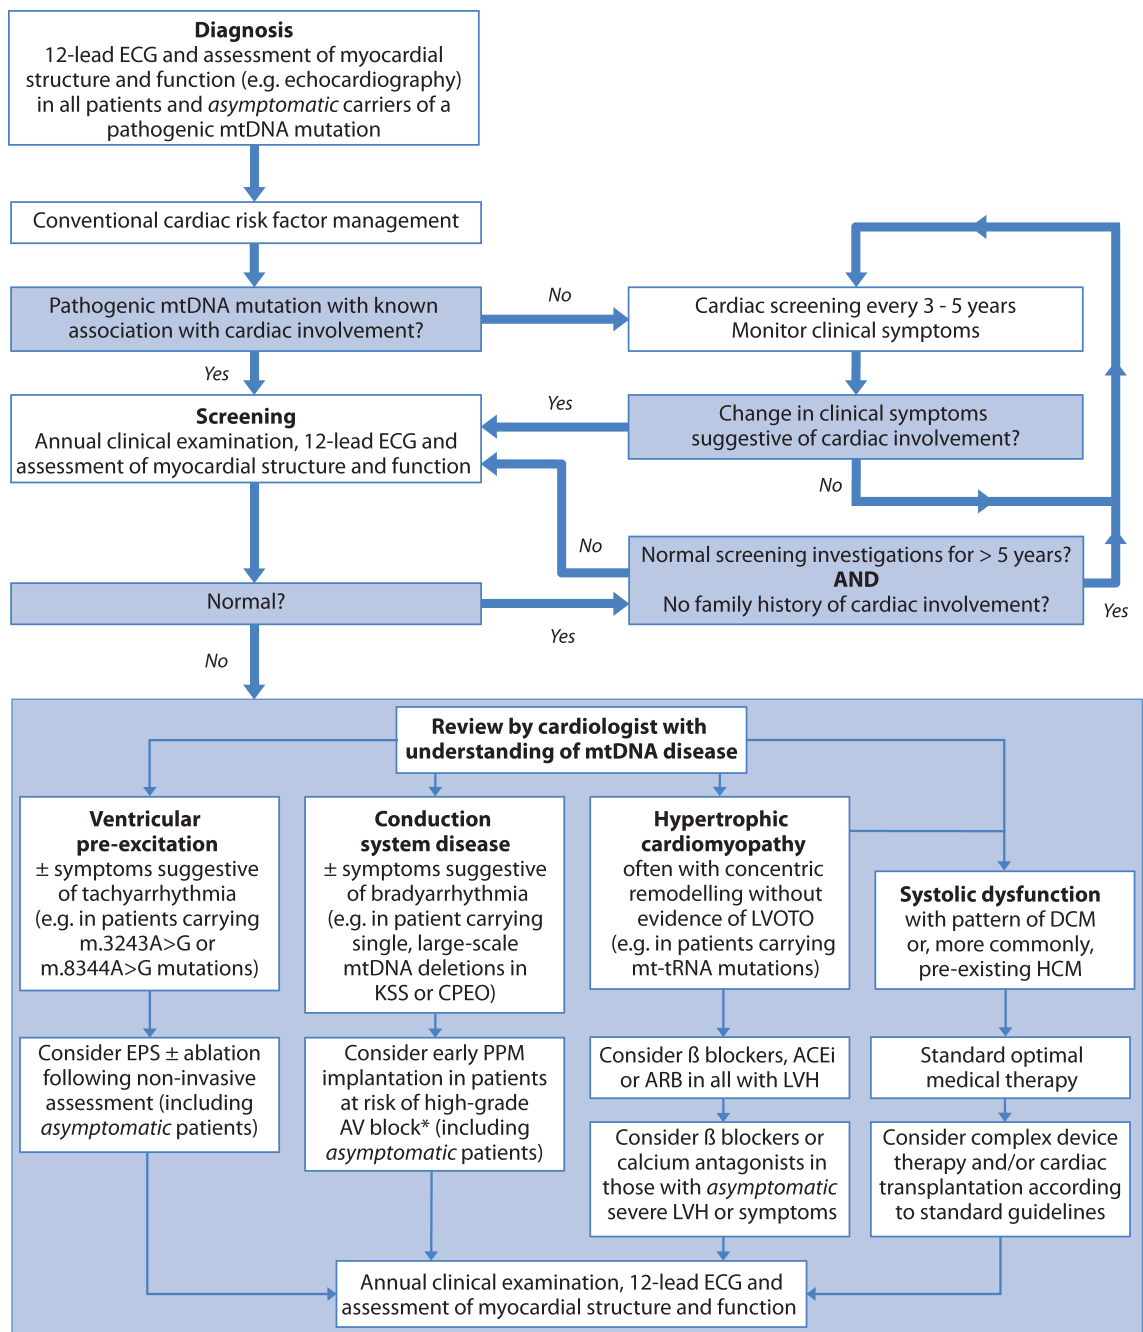 Diagnosis
12-lead ECG and assessment of myocardial
structure and function (e.g. echocardiography)
in all patients and asymptomatic carriers of a
pathogenic mtDNA mutation
Conventional cardiac risk factor management
Pathogenic mtDNA mutation with known
association with cardiac involvement?
No
Cardiac screening every 3 - 5 years
Monitor clinical symptoms
Yes
Screening
Annual clinical examination, 12-lead ECG and
assessment of myocardial structure and function
Yes
Change in clinical symptoms
suggestive of cardiac involvement?
No
No
Normal screening investigations for > 5 years?
AND
No family history of cardiac involvement?
Yes
Normal?
Yes
No
Review by cardiologist with
understanding of mtDNA disease
Ventricular
pre-excitation
± symptoms suggestive
of tachyarrhythmia
(e.g. in patients carrying
m.3243A>G or
m.8344A>G mutations)
Conduction
system disease
± symptoms suggestive
of bradyarrhythmia
(e.g. in patient carrying
single, large-scale
mtDNA deletions in
KSS or CPEO)
Hypertrophic
cardiomyopathy
often with concentric
remodelling without
evidence of LVOTO
(e.g. in patients carrying
mt-tRNA mutations)
Systolic dysfunction
with pattern of DCM
or, more commonly,
pre-existing HCM
Consider EPS ± ablation
following non-invasive
assessment (including
asymptomatic patients)
Consider early PPM
implantation in patients
at risk of high-grade
AV block* (including
asymptomatic patients)
Consider ß blockers, ACEi
or ARB in all with LVH
Standard optimal
medical therapy
Consider ß blockers or
calcium antagonists in
those with asymptomatic
severe LVH or symptoms
Consider complex device
therapy and/or cardiac
transplantation according
to standard guidelines
Annual clinical examination, 12-lead ECG and
assessment of myocardial structure and function